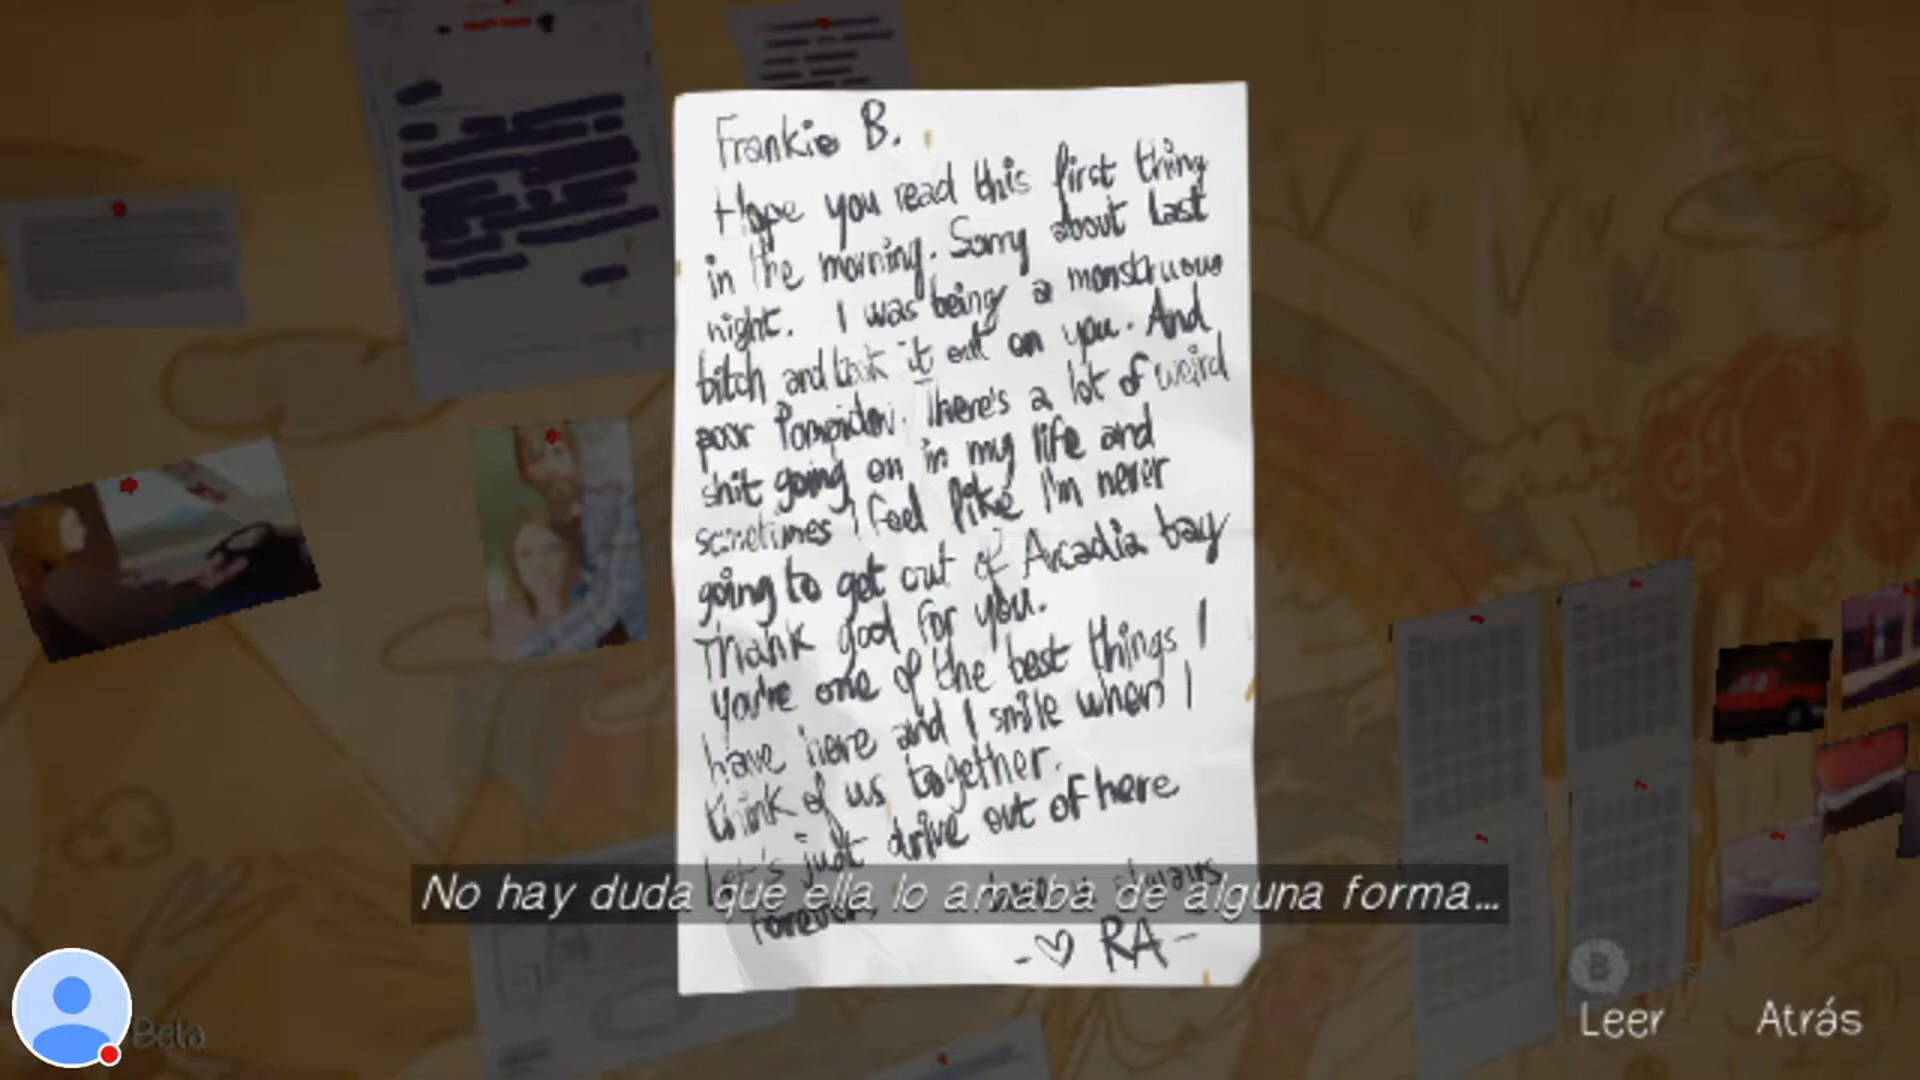 Frankie B.
Hope you read this first thing
in the morning. Sorry about last
night. I was being a monstruous
bitch and took it out on you. And
poor Pompidou. There's a lot of weird
shit going on in my life and
sometimes I feel like I'm never
going to get out of Arcadia bay
Thank god for you.
You're one of the best things I
have here and I smile when I
think of us together.
Let's just drive out of here
forever. always
No hay duda que ella lo amaba de alguna forma...
-♡ RA-
B
Leer Atrás
Beta